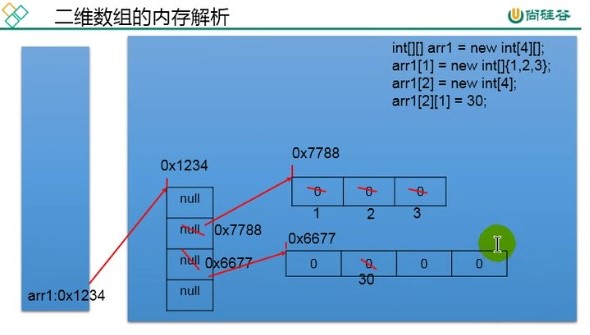 二维数组的内存解析
尚硅谷
int[][] arr1 = new int[4][];
arr1[1] = new int[]{1,2,3};
arr1[2] = new int[4];
arr1[2][1] = 30;
0x7788
0x1234
null
0 0 0
1 2 3
null 0x7788
0x6677
null 0x6677
0 0 0 0
30
null
arr1:0x1234